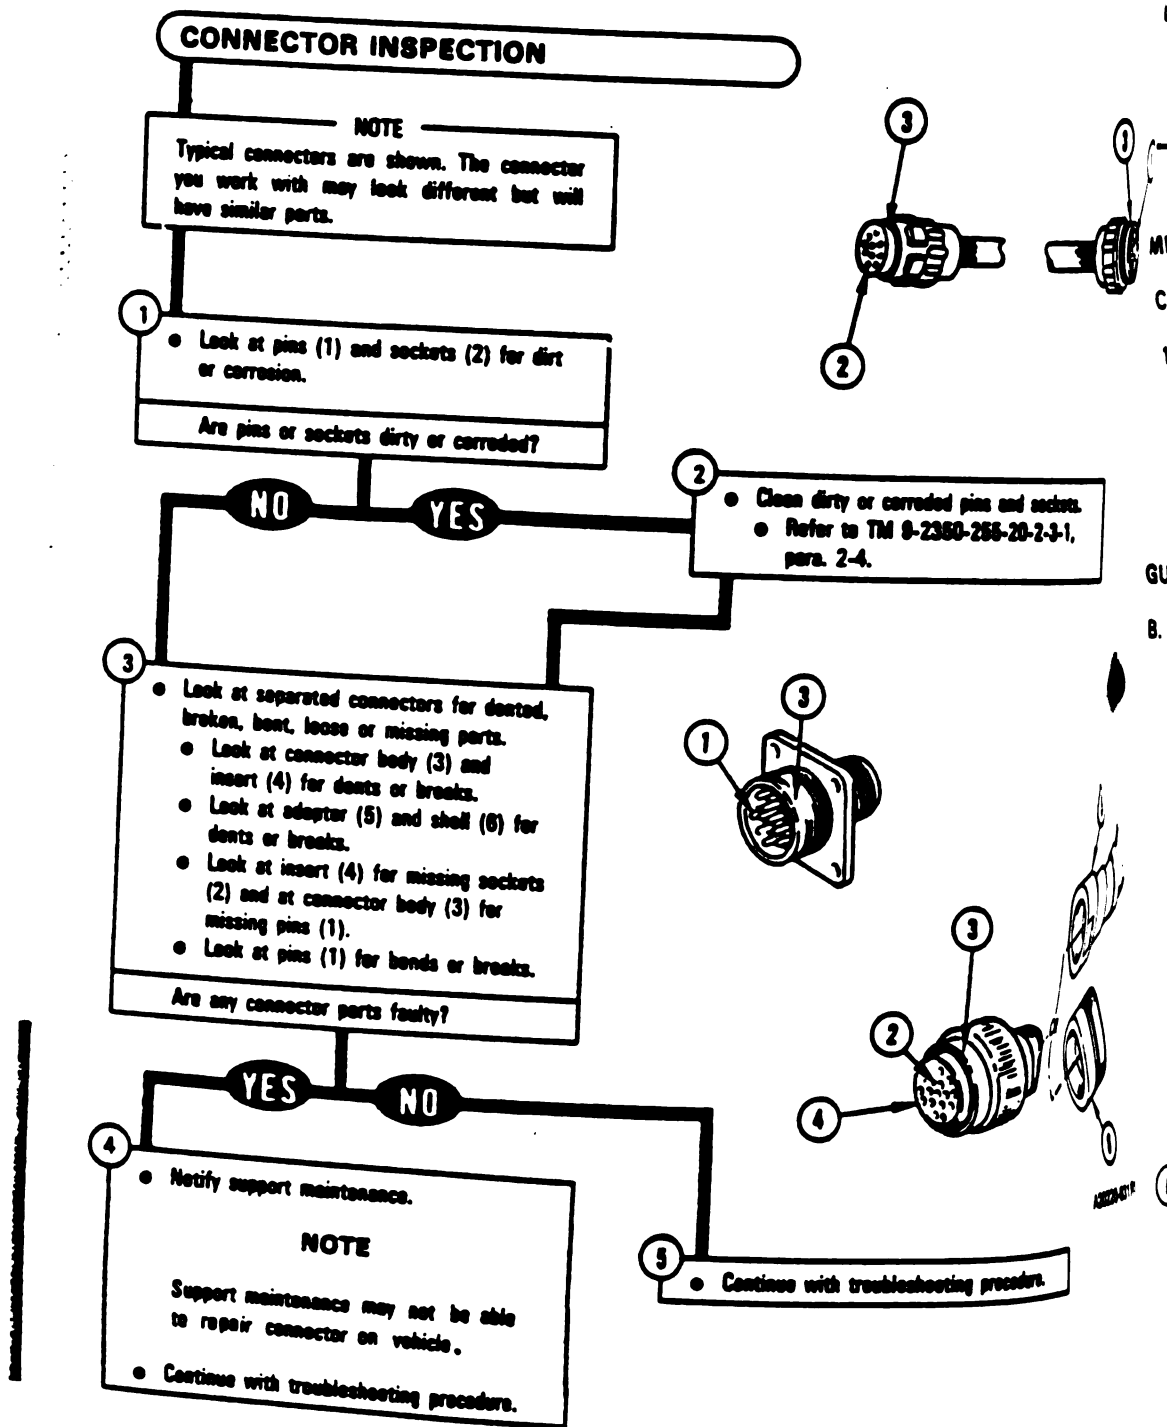 CONNECTOR INSPECTION
NOTE
Typical connectors are shown. The connector
you work with may look different but will
have similar parts.
1
● Look at pins (1) and sockets (2) for dirt
or corrosion.
Are pins or sockets dirty or corroded?
NO
YES
2
● Clean dirty or corroded pins and sockets.
● Refer to TM 9-2350-255-20-2-3-1,
para. 2-4.
3
● Look at separated connectors for dented,
broken, bent, loose or missing parts.
● Look at connector body (3) and
insert (4) for dents or breaks.
● Look at adapter (5) and shell (6) for
dents or breaks.
● Look at insert (4) for missing sockets
(2) and at connector body (3) for
missing pins (1).
● Look at pins (1) for bends or breaks.
Are any connector parts faulty?
YES
NO
4
● Notify support maintenance.
NOTE
Support maintenance may not be able
to repair connector on vehicle.
● Continue with troubleshooting procedure.
5
● Continue with troubleshooting procedure.
3
2
3
1
3
2
4
C
GU
B.